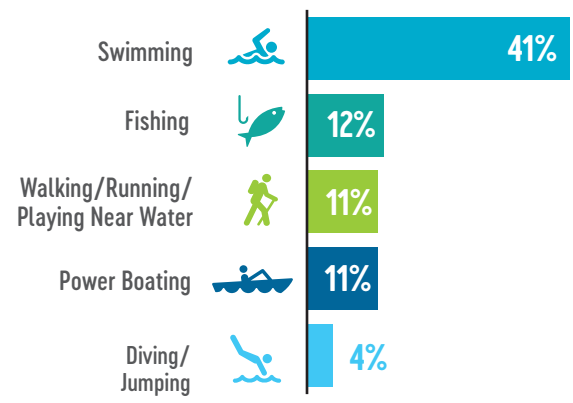 Swimming
41%
Fishing
12%
Walking/Running/
Playing Near Water
11%
Power Boating
11%
Diving/
Jumping
4%